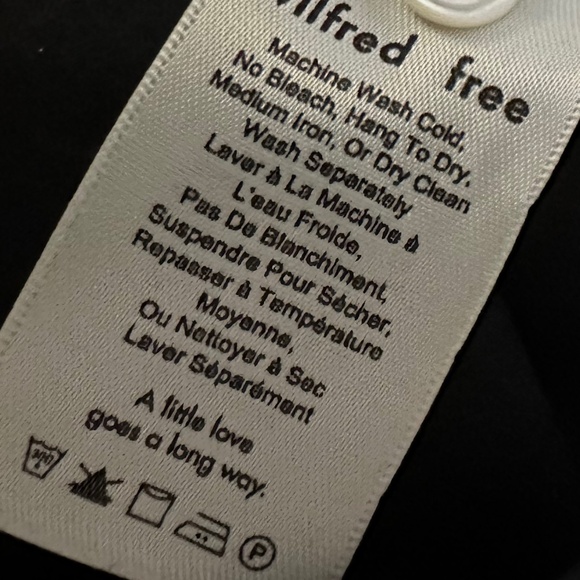 wilfred free
Machine Wash Cold,
No Bleach, Hang To Dry,
Medium Iron, Or Dry Clean
Wash Separately
Laver à La Machine à
L'eau Froide,
Pas De Blanchiment,
Suspendre Pour Sécher,
Repasser à Température
Moyenne,
Ou Nettoyer à Sec
Laver Séparément
A little love
goes a long way.
P